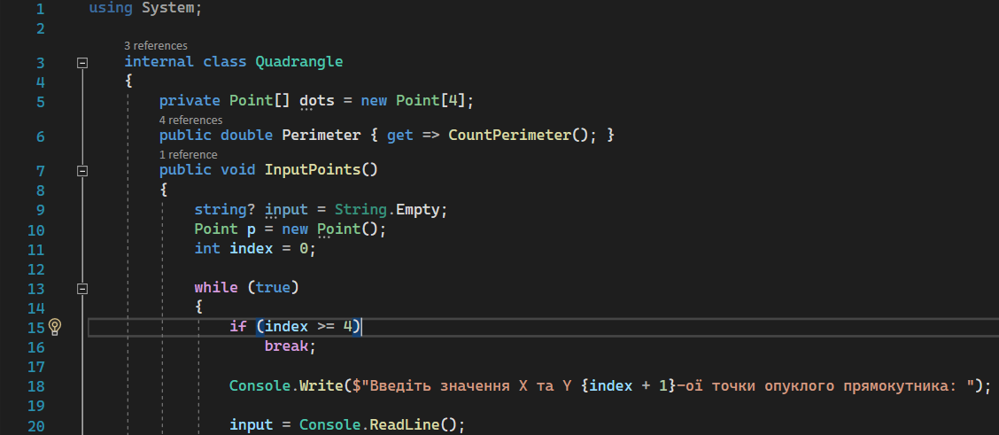 1 using System;
2
3 references
3 internal class Quadrangle
4 {
5 private Point[] dots = new Point[4];
4 references
6 public double Perimeter { get => CountPerimeter(); }
1 reference
7 public void InputPoints()
8 {
9 string? input = String.Empty;
10 Point p = new Point();
11 int index = 0;
12
13 while (true)
14 {
15 if (index >= 4)
16 break;
17
18 Console.Write($"Введіть значення X та Y {index + 1}-ої точки опуклого прямокутника: ");
19
20 input = Console.ReadLine();